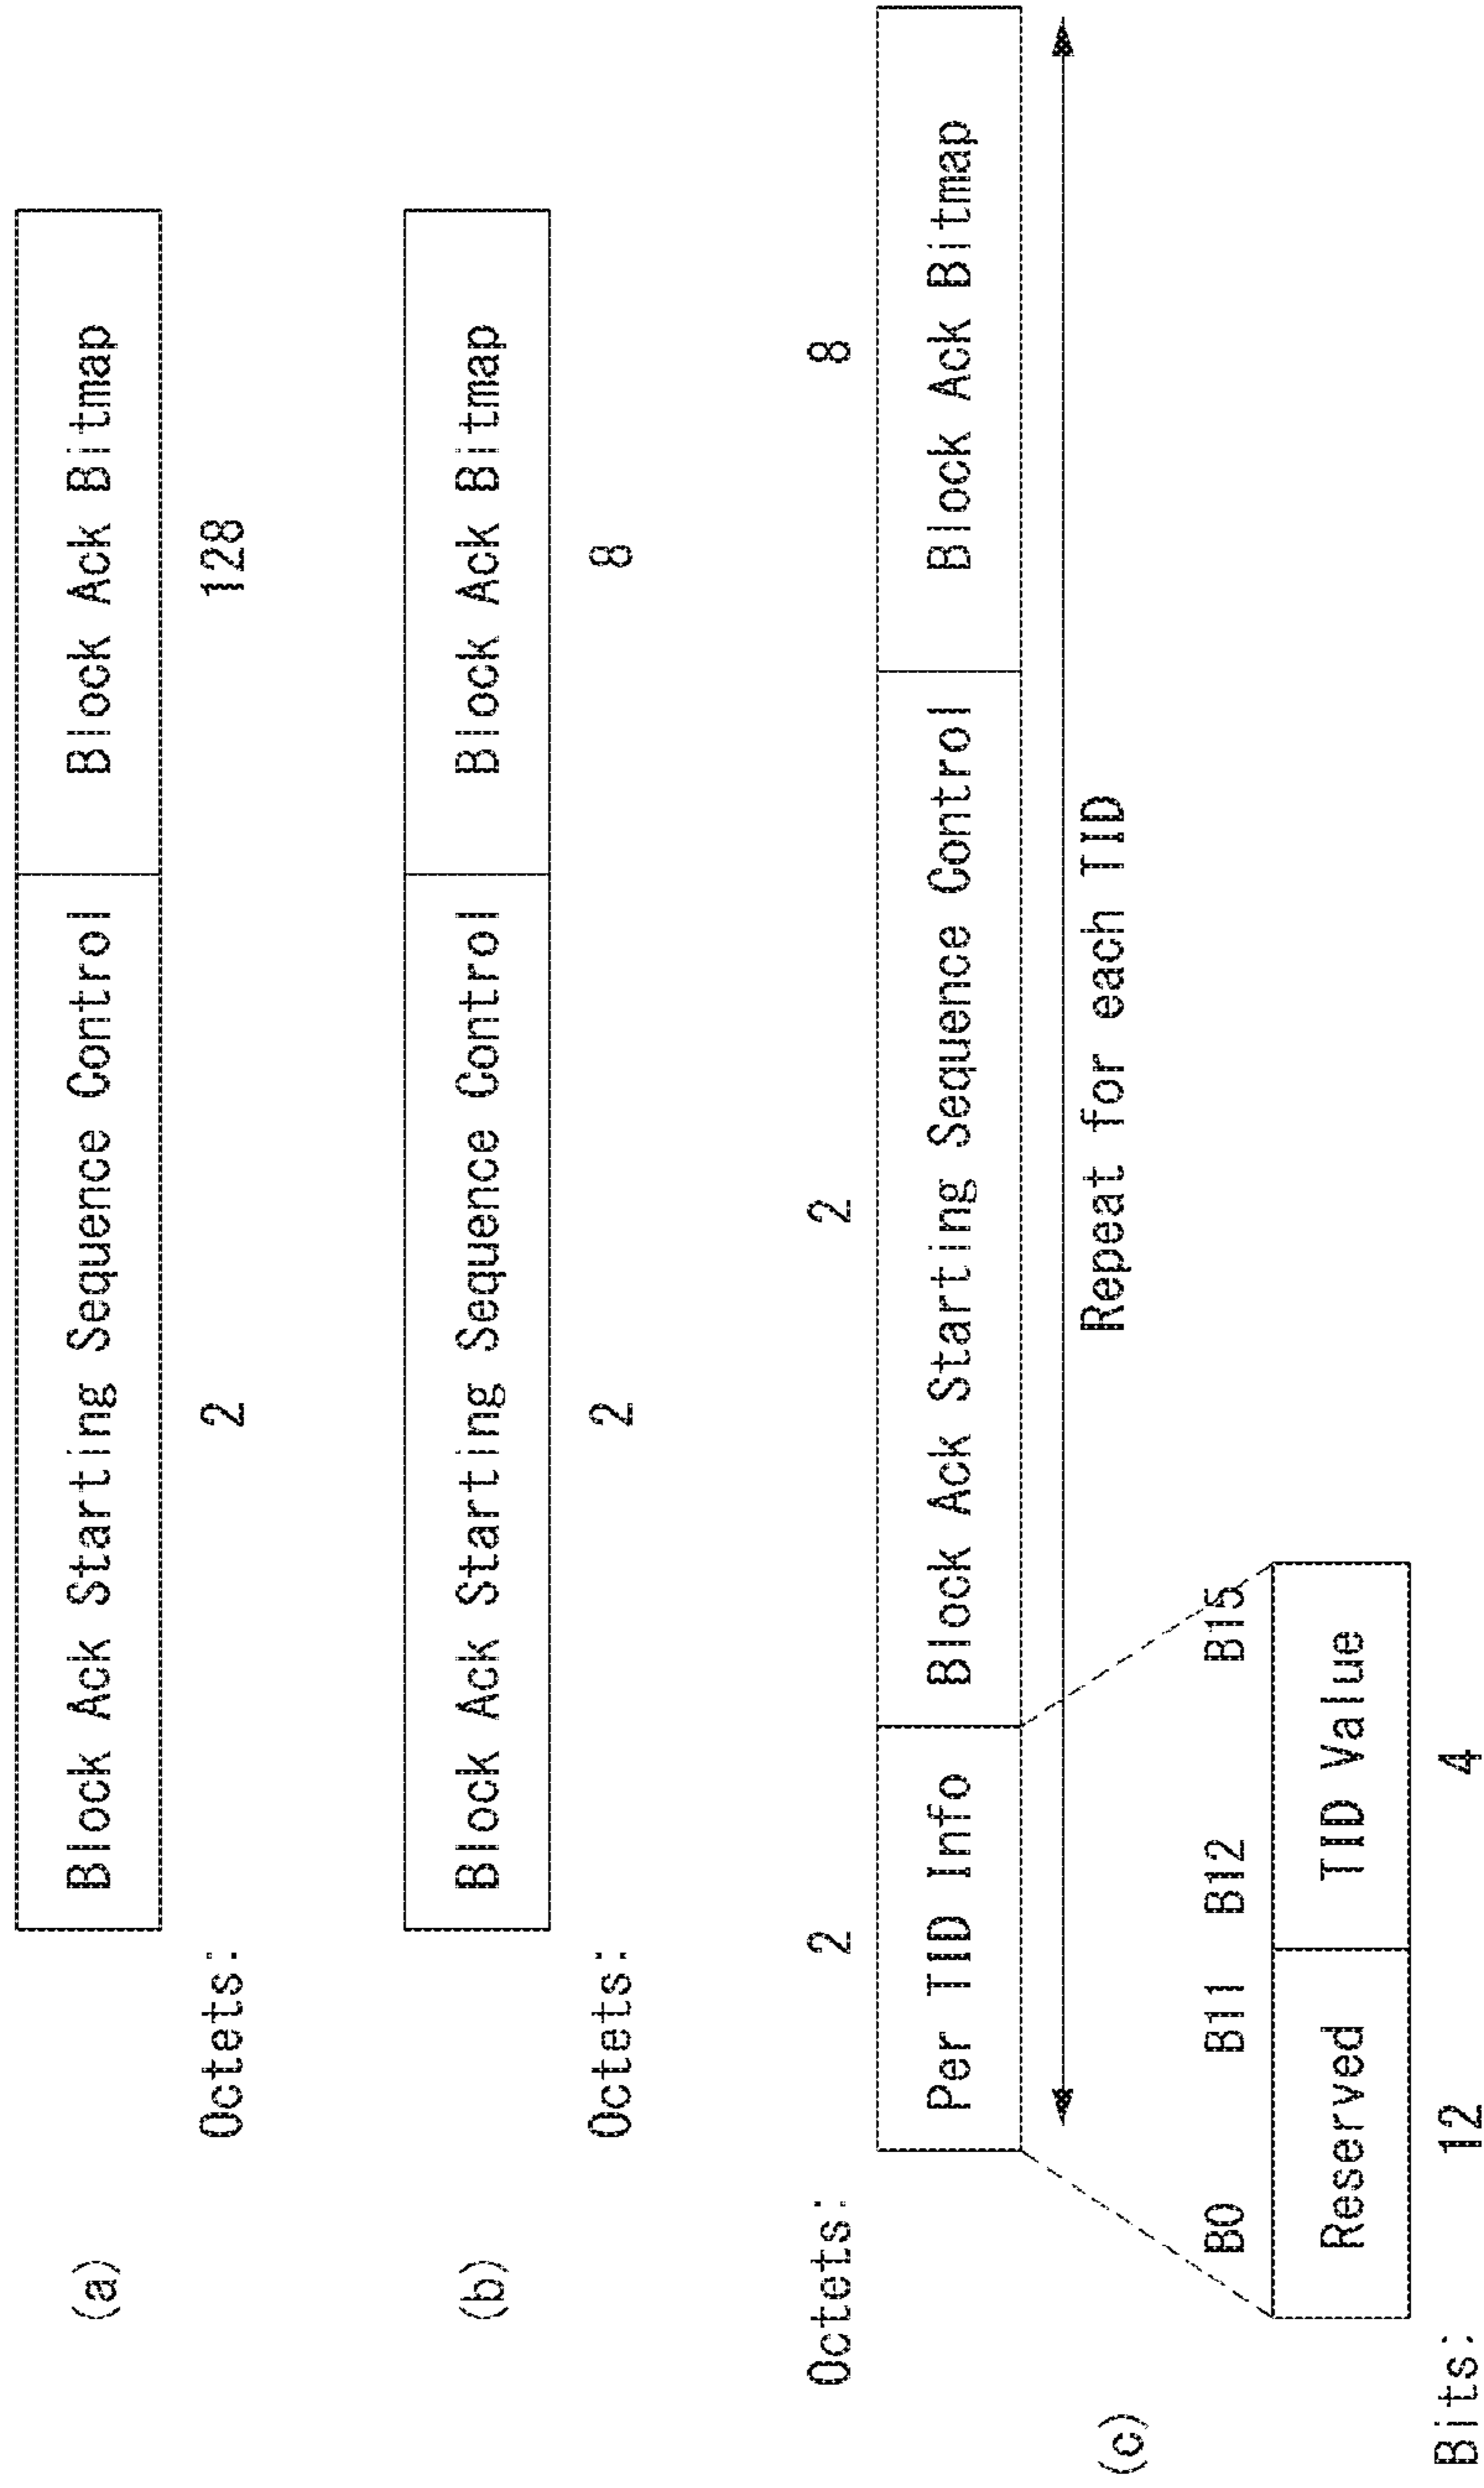 (a)
Block Ack Starting Sequence Control Block Ack Bitmap
Octets: 2 128
(b)
Block Ack Starting Sequence Control Block Ack Bitmap
Octets: 2 8
Octets: 2 2 8
Per TID Info Block Ack Starting Sequence Control Block Ack Bitmap
(c)
Repeat for each TID
B0 B11 B12 B15
Reserved TID Value
Bits: 12 4